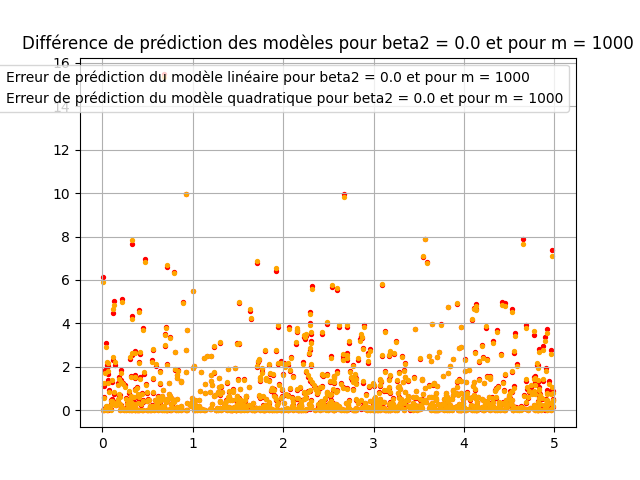 Différence de prédiction des modèles pour beta2 = 0.0 et pour m = 1000
Erreur de prédiction du modèle linéaire pour beta2 = 0.0 et pour m = 1000
Erreur de prédiction du modèle quadratique pour beta2 = 0.0 et pour m = 1000
16
14
12
10
8
6
4
2
0
0 1 2 3 4 5